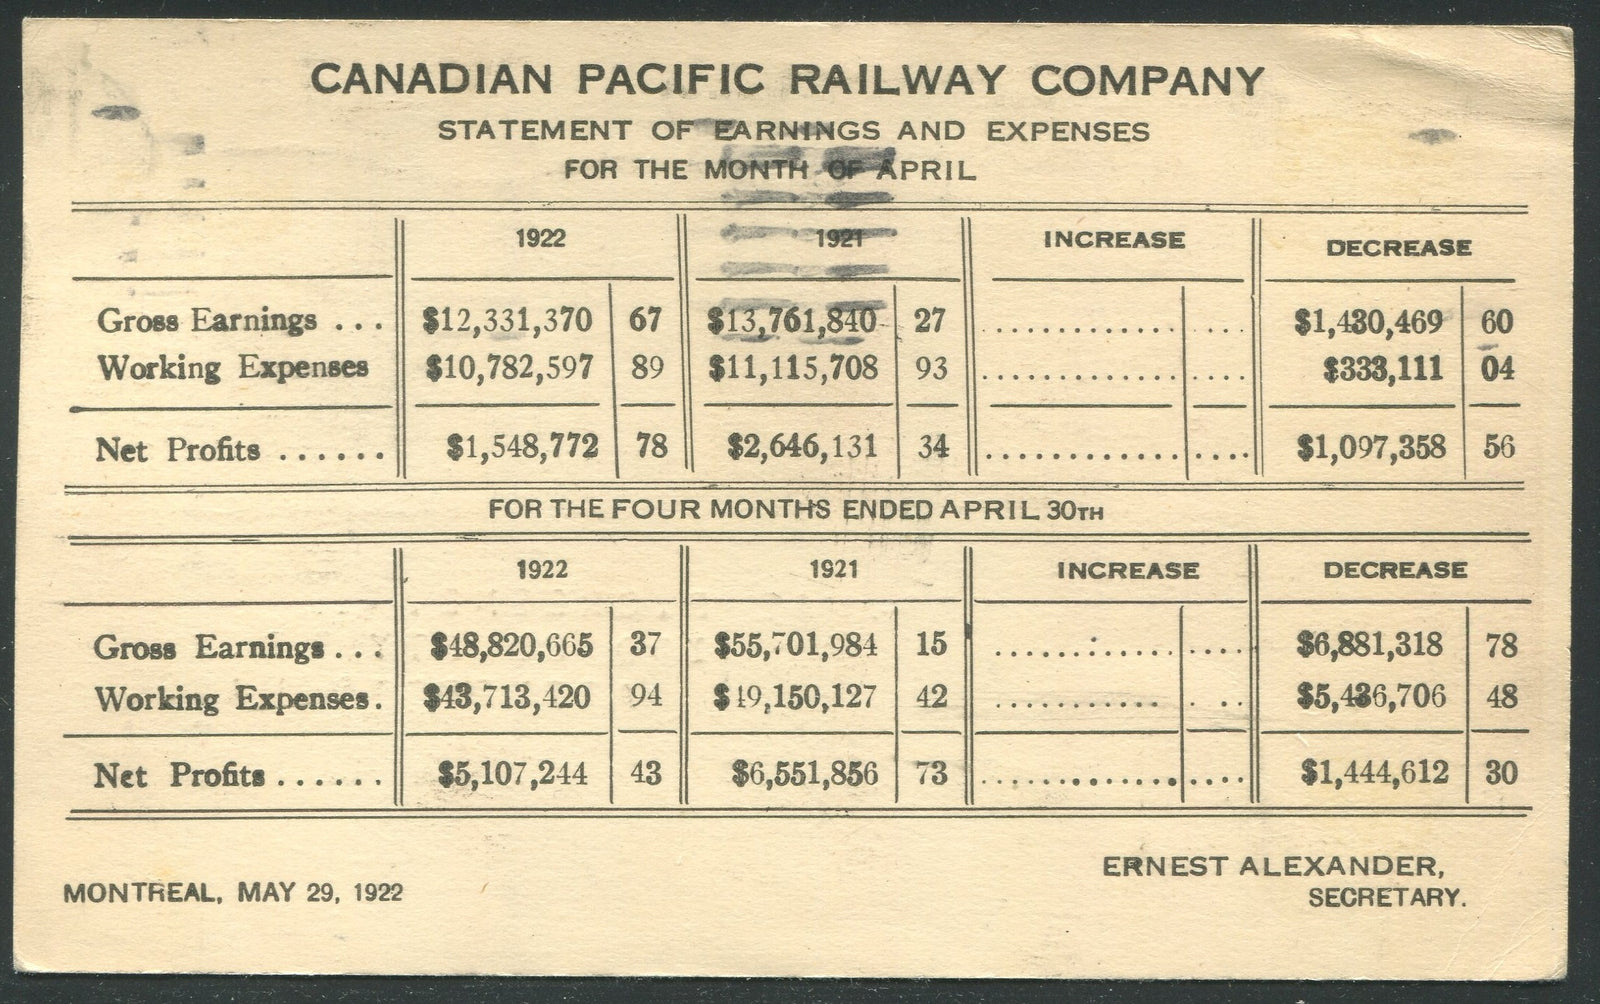 CANADIAN PACIFIC RAILWAY COMPANY
STATEMENT OF EARNINGS AND EXPENSES
FOR THE MONTH OF APRIL
1922 1921 INCREASE DECREASE
Gross Earnings ... $12,331,370 67 $13,761,840 27 ................ $1,430,469 60
Working Expenses $10,782,597 89 $11,115,708 93 ................ $333,111 04
Net Profits ...... $1,548,772 78 $2,646,131 34 ................ $1,097,358 56
FOR THE FOUR MONTHS ENDED APRIL 30TH
1922 1921 INCREASE DECREASE
Gross Earnings... $48,820,665 37 $55,701,984 15 ................ $6,881,318 78
Working Expenses. $43,713,420 94 $49,150,127 42 ................ $5,436,706 48
Net Profits...... $5,107,244 43 $6,551,856 73 ................ $1,444,612 30
ERNEST ALEXANDER,
MONTREAL, MAY 29, 1922 SECRETARY.